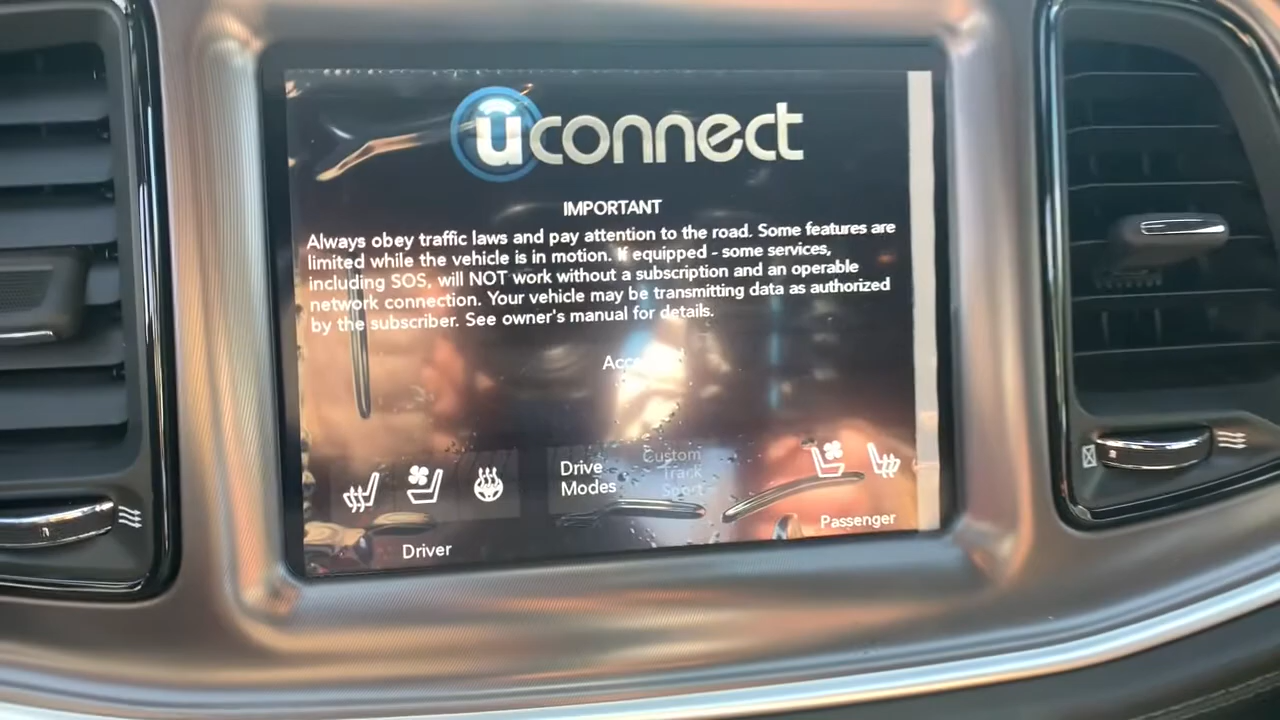 uconnect
IMPORTANT
Always obey traffic laws and pay attention to the road. Some features are
limited while the vehicle is in motion. If equipped - some services,
including SOS, will NOT work without a subscription and an operable
network connection. Your vehicle may be transmitting data as authorized
by the subscriber. See owner's manual for details.
Drive Custom
Modes Track
Sport
Passenger
Driver